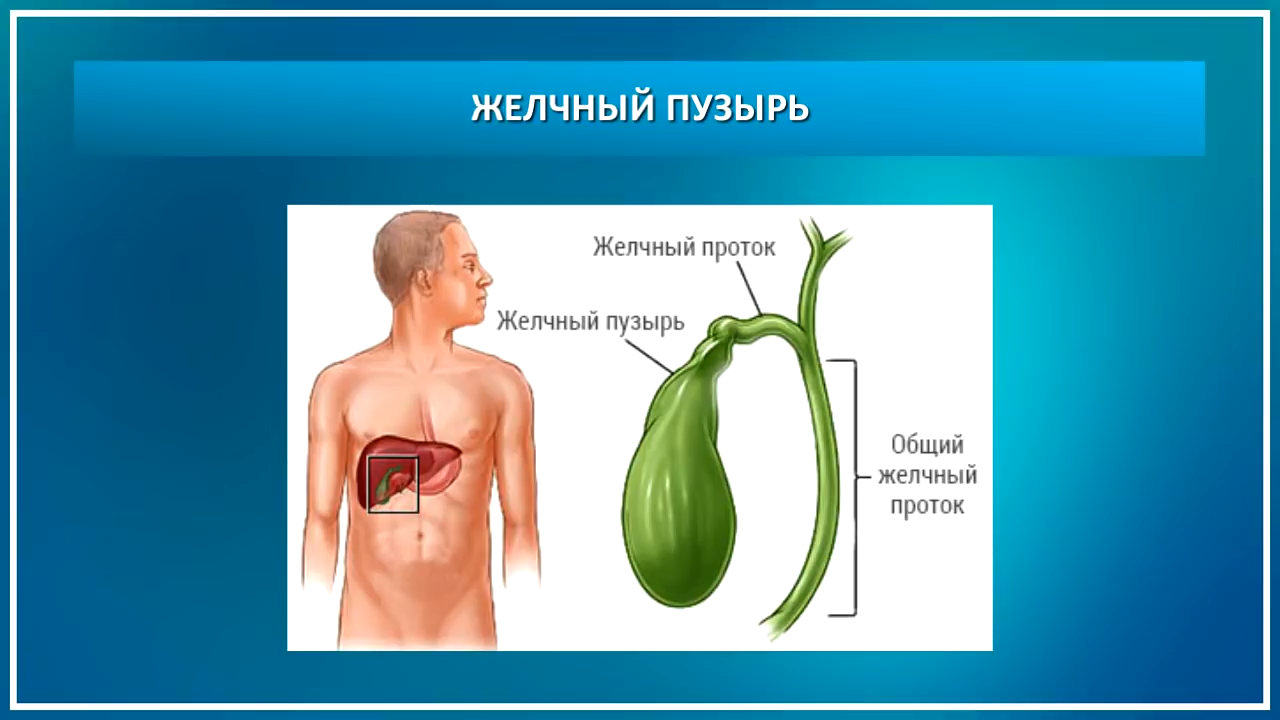 ЖЕЛЧНЫЙ ПУЗЫРЬ
Желчный проток
Желчный пузырь
Общий
желчный
проток